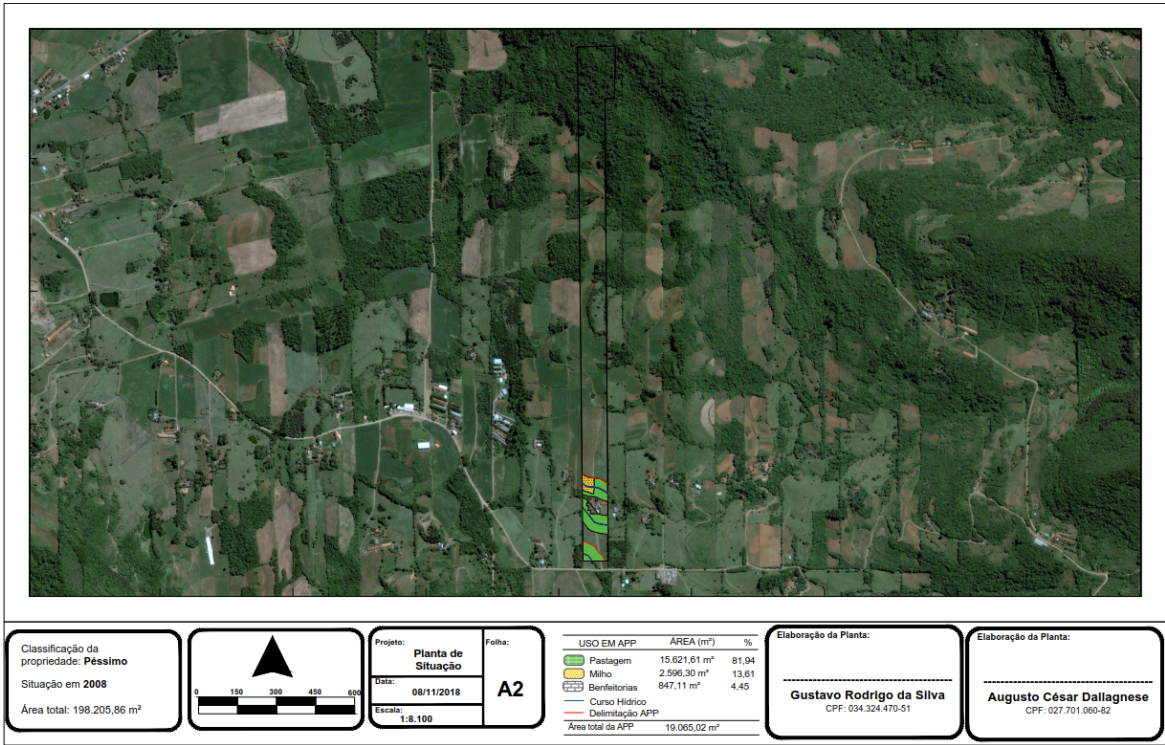 Classificação da
propriedade: Péssimo
Situação em 2008
Área total: 198.205,86 m²
0 150 300 450 600
Projeto:
Planta de
Situação
Data:
08/11/2018
Escala:
1:8.100
Folha:
A2
USO EM APP ÁREA (m²) %
Pastagem 15.621,61 m² 81,94
Milho 2.596,30 m² 13,61
Benfeitorias 847,11 m² 4,45
Curso Hídrico
Delimitação APP
Área total da APP 19.065,02 m²
Elaboração da Planta:
Gustavo Rodrigo da Silva
CPF: 034.324.470-51
Elaboração da Planta:
Augusto César Dallagnese
CPF: 027.701.060-82